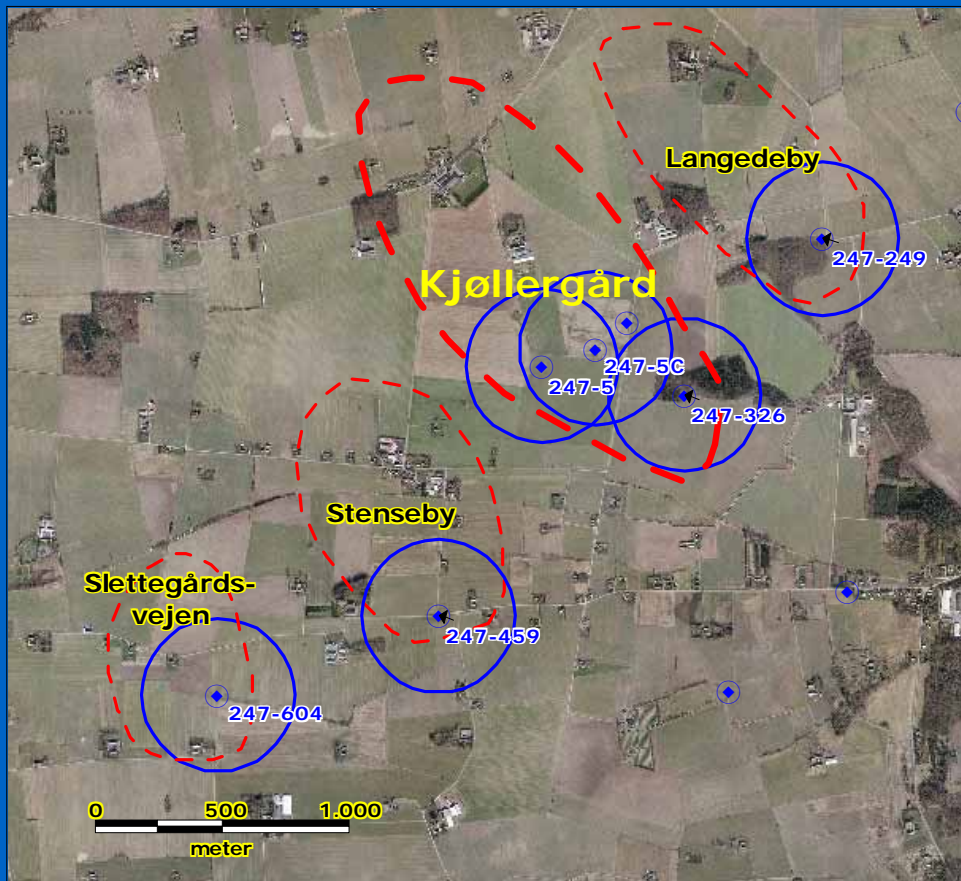 Langedeby
247-249
Kjøllergård
247-5C
247-5
247-326
Stenseby
Slettegårds-
vejen
247-459
247-604
0 500 1.000
meter